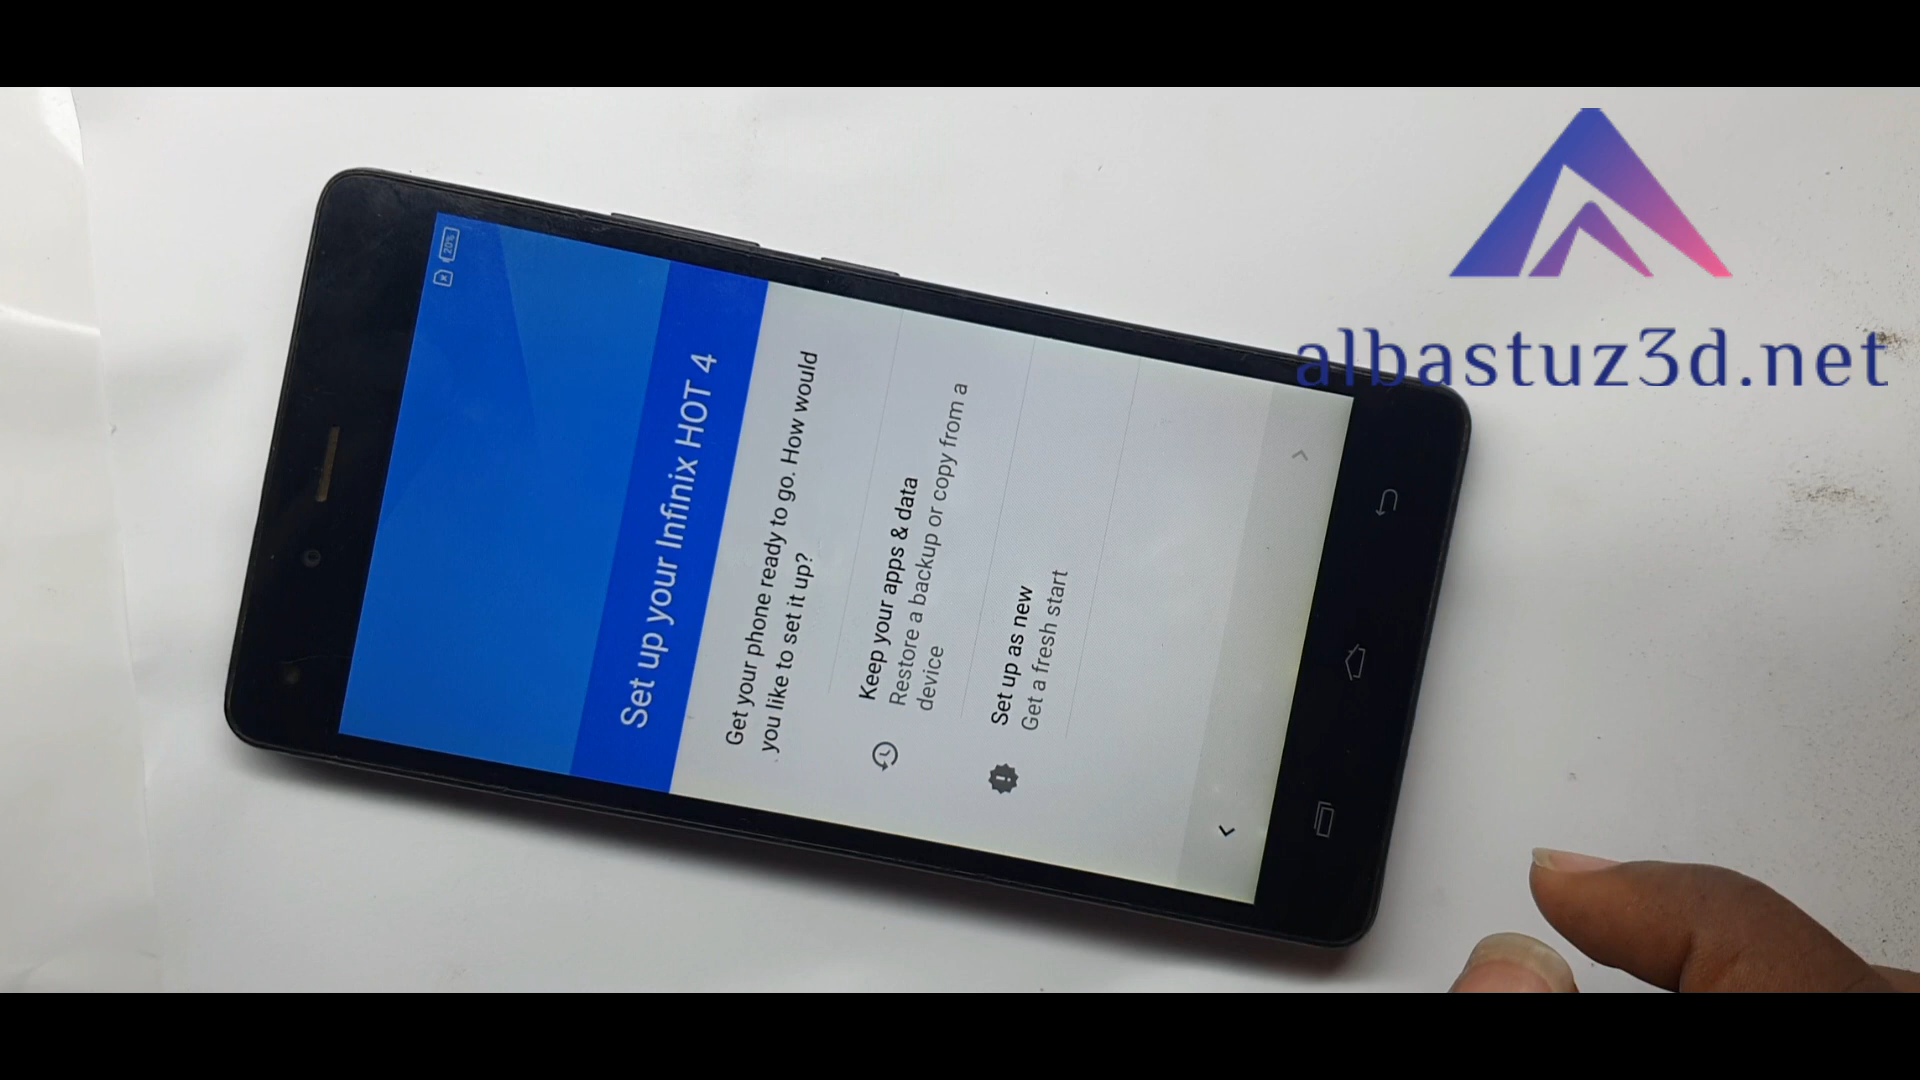 20%
Set up your Infinix HOT 4
Get your phone ready to go. How would
you like to set it up?
Keep your apps & data
Restore a backup or copy from a
device
Set up as new
Get a fresh start
albastuz3d.net